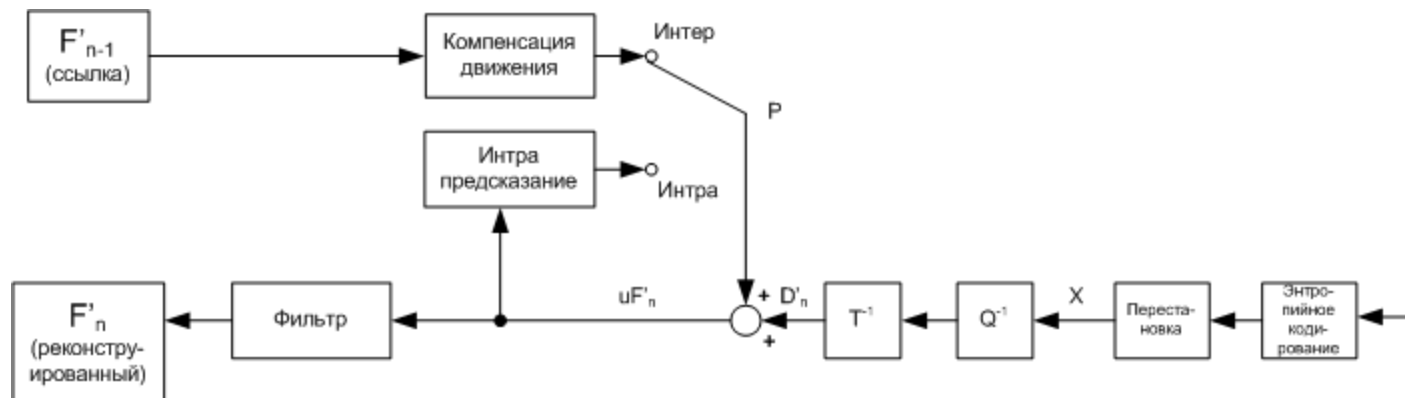 F'n-1
(ссылка)
Компенсация
движения
Интер
P
Интра
предсказание
Интра
F'n
(реконстру-
ированный)
Фильтр
uF'n
+
D'n
+
T-1
Q-1
X
Переста-
новка
Энтро-
пийное
коди-
рование